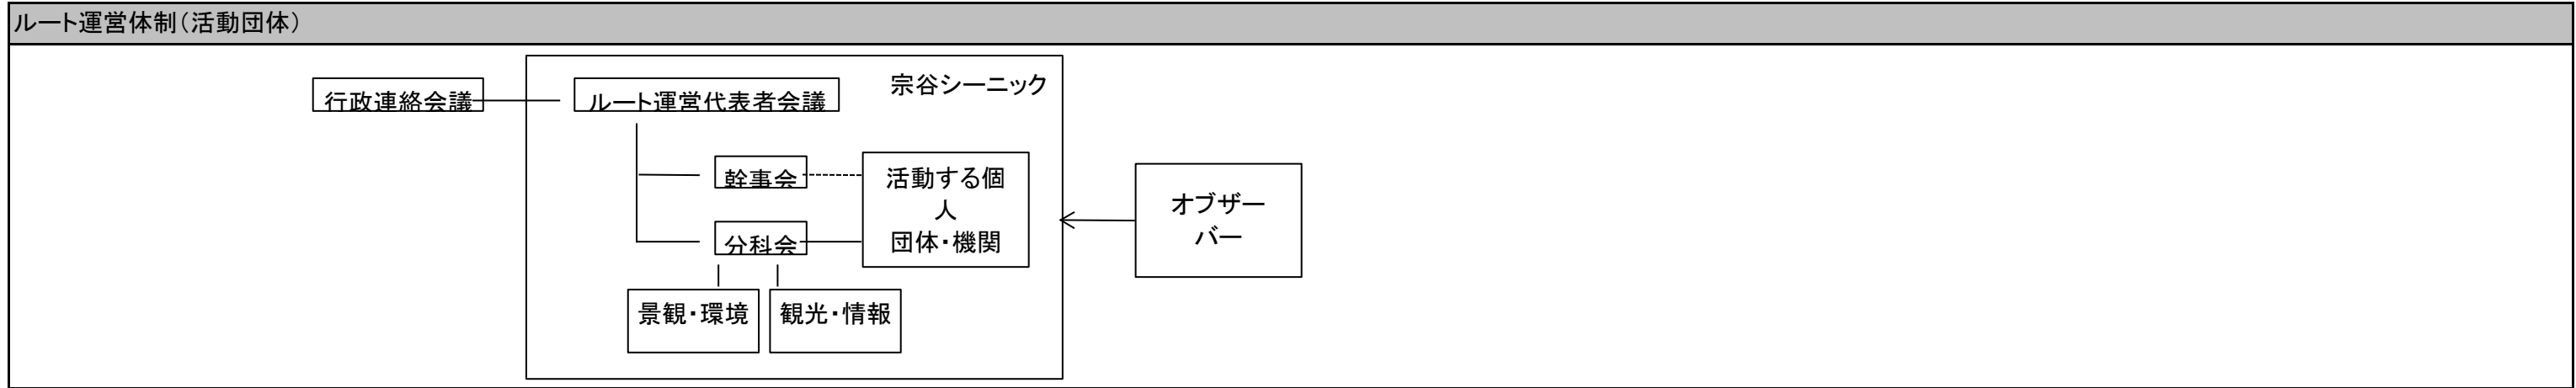 ルート運営体制(活動団体)
宗谷シーニック
行政連絡会議
ルート運営代表者会議
幹事会
活動する個
人
団体・機関
オブザー
バー
分科会
景観・環境
観光・情報